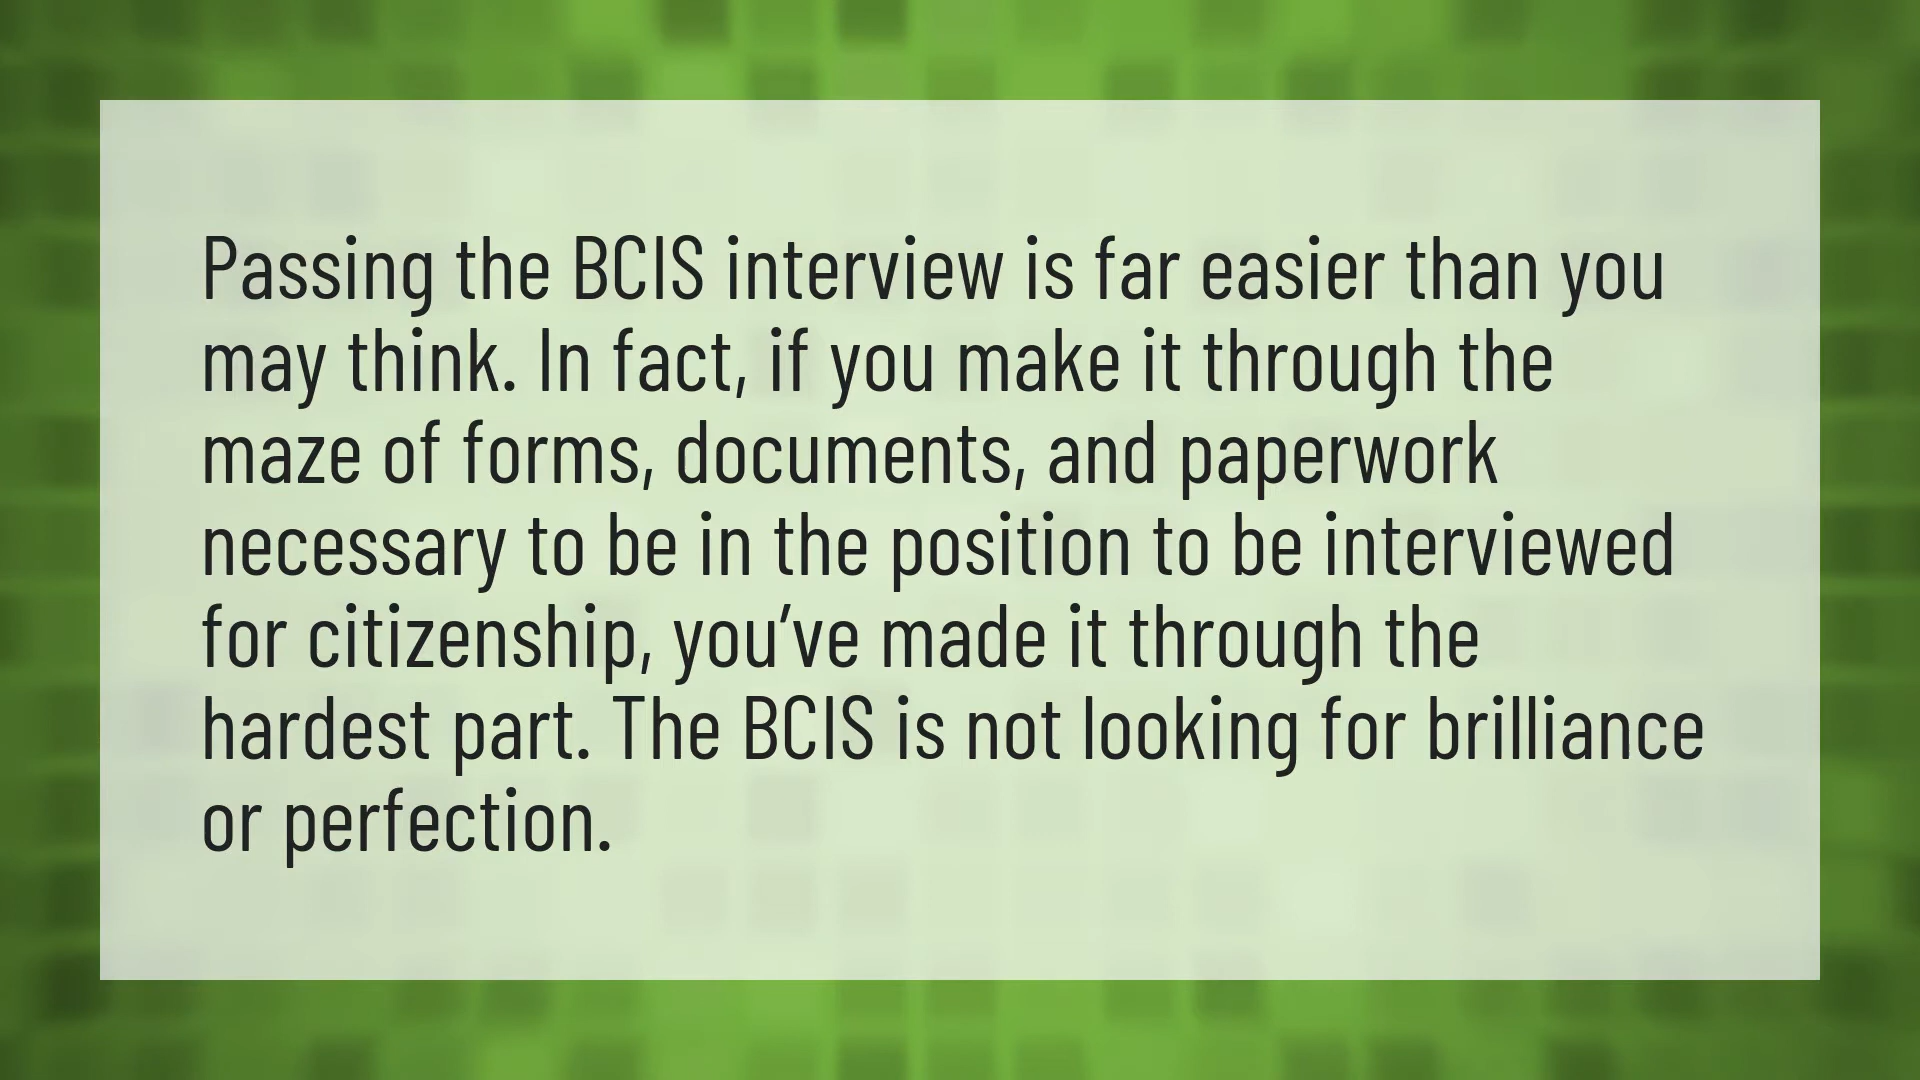 Passing the BCIS interview is far easier than you
may think. In fact, if you make it through the
maze of forms, documents, and paperwork
necessary to be in the position to be interviewed
for citizenship, you’ve made it through the
hardest part. The BCIS is not looking for brilliance
or perfection.